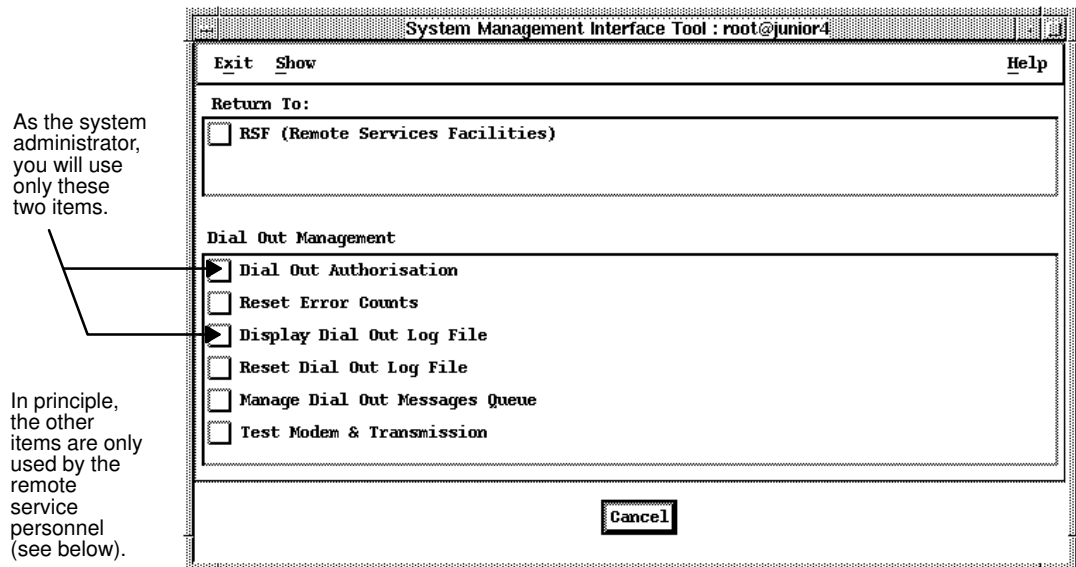 System Management Interface Tool : root@junior4
Exit Show Help
Return To:
RSF (Remote Services Facilities)
As the system
administrator,
you will use
only these
two items.
Dial Out Management
Dial Out Authorisation
Reset Error Counts
Display Dial Out Log File
Reset Dial Out Log File
Manage Dial Out Messages Queue
Test Modem & Transmission
In principle,
the other
items are only
used by the
remote
service
personnel
(see below).
Cancel